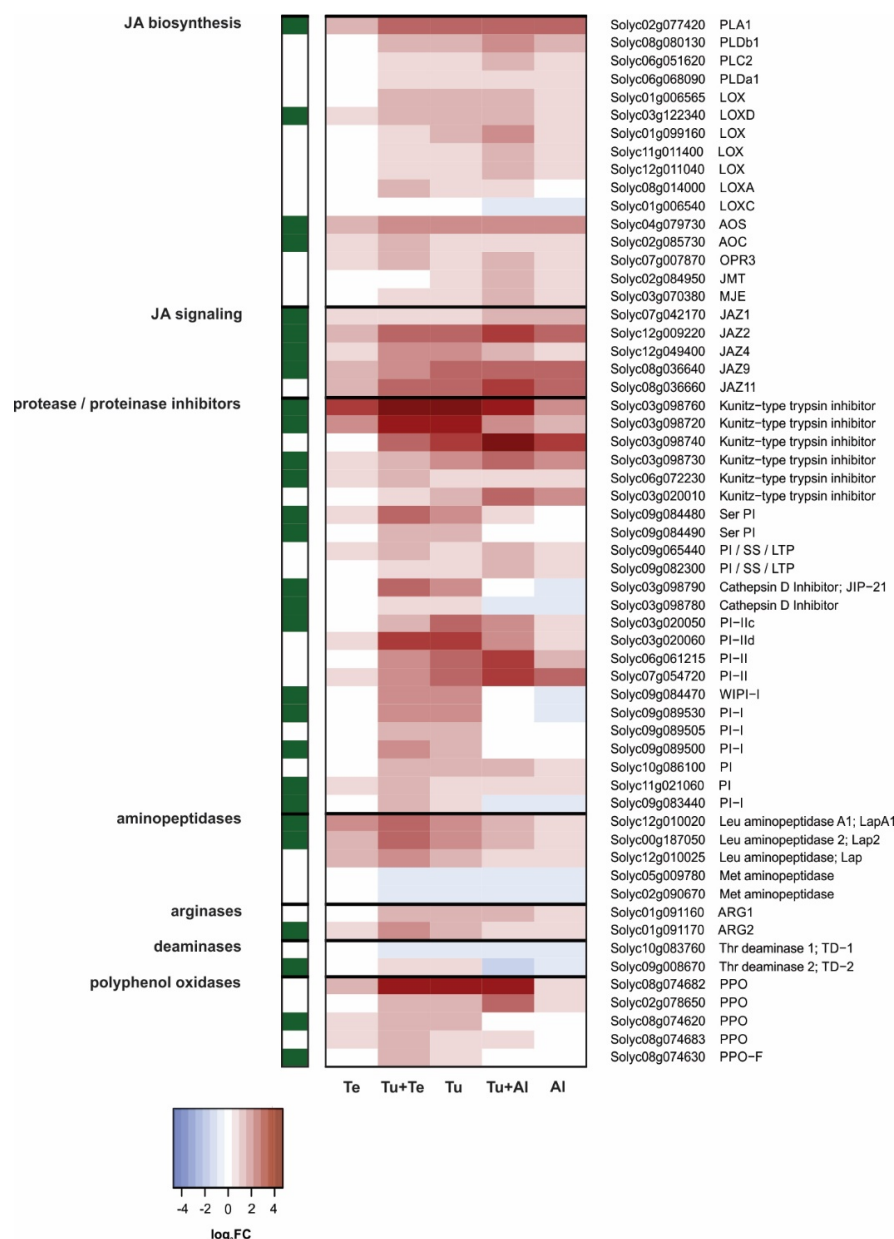 JA biosynthesis
Solyc02g077420 PLA1
Solyc08g080130 PLDb1
Solyc06g051620 PLC2
Solyc06g068090 PLDa1
Solyc01g006565 LOX
Solyc03g122340 LOXD
Solyc01g099160 LOX
Solyc11g011400 LOX
Solyc12g011040 LOX
Solyc08g014000 LOXA
Solyc01g006540 LOXC
Solyc04g079730 AOS
Solyc02g085730 AOC
Solyc07g007870 OPR3
Solyc02g084950 JMT
Solyc03g070380 MJE
JA signaling
Solyc07g042170 JAZ1
Solyc12g009220 JAZ2
Solyc12g049400 JAZ4
Solyc08g036640 JAZ9
Solyc08g036660 JAZ11
protease / proteinase inhibitors
Solyc03g098760 Kunitz−type trypsin inhibitor
Solyc03g098720 Kunitz−type trypsin inhibitor
Solyc03g098740 Kunitz−type trypsin inhibitor
Solyc03g098730 Kunitz−type trypsin inhibitor
Solyc06g072230 Kunitz−type trypsin inhibitor
Solyc03g020010 Kunitz−type trypsin inhibitor
Solyc09g084480 Ser PI
Solyc09g084490 Ser PI
Solyc09g065440 PI / SS / LTP
Solyc09g082300 PI / SS / LTP
Solyc03g098790 Cathepsin D Inhibitor; JIP−21
Solyc03g098780 Cathepsin D Inhibitor
Solyc03g020050 PI−IIc
Solyc03g020060 PI−IId
Solyc06g061215 PI−II
Solyc07g054720 PI−II
Solyc09g084470 WIPI−I
Solyc09g089530 PI−I
Solyc09g089505 PI−I
Solyc09g089500 PI−I
Solyc10g086100 PI
Solyc11g021060 PI
Solyc09g083440 PI−I
aminopeptidases
Solyc12g010020 Leu aminopeptidase A1; LapA1
Solyc00g187050 Leu aminopeptidase 2; Lap2
Solyc12g010025 Leu aminopeptidase; Lap
Solyc05g009780 Met aminopeptidase
Solyc02g090670 Met aminopeptidase
arginases
Solyc01g091160 ARG1
Solyc01g091170 ARG2
deaminases
Solyc10g083760 Thr deaminase 1; TD−1
Solyc09g008670 Thr deaminase 2; TD−2
polyphenol oxidases
Solyc08g074682 PPO
Solyc02g078650 PPO
Solyc08g074620 PPO
Solyc08g074683 PPO
Solyc08g074630 PPO−F
Te Tu+Te Tu Tu+Al Al
-4 -2 0 2 4
log2FC